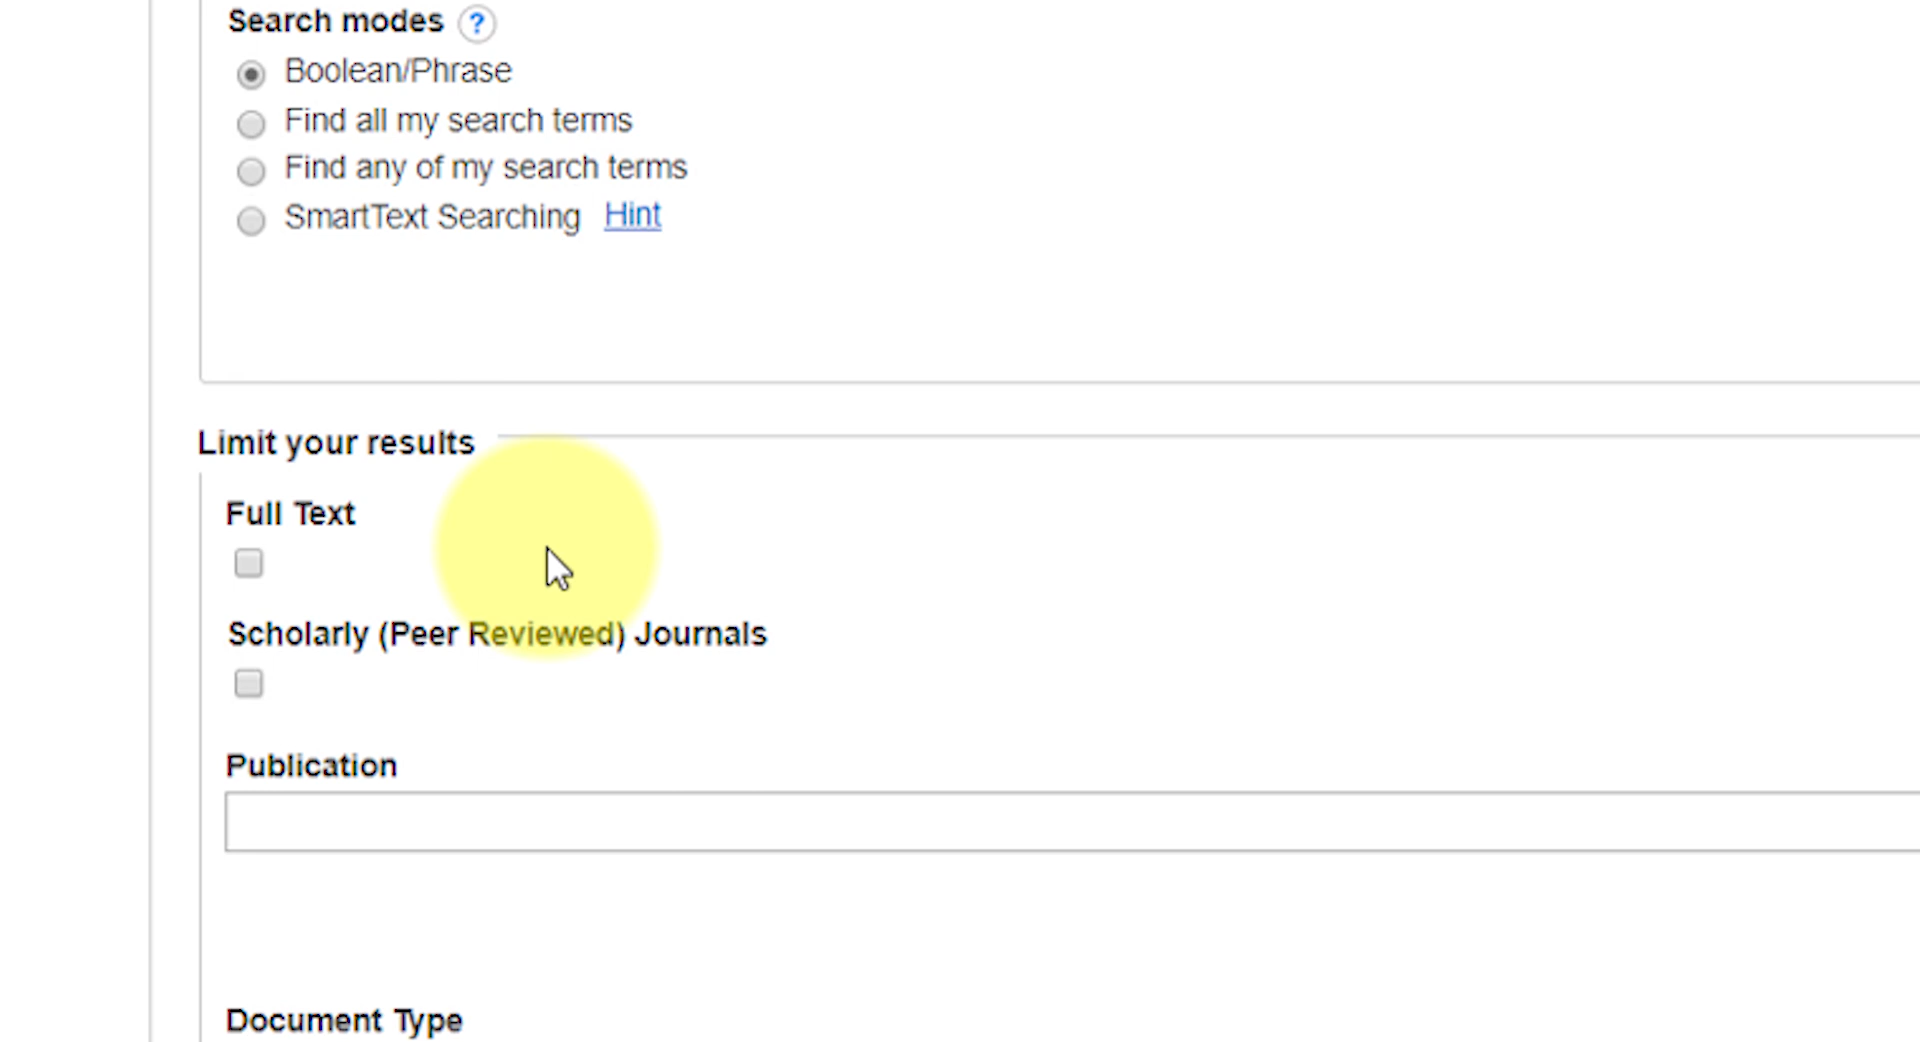 Search modes ?
Boolean/Phrase
Find all my search terms
Find any of my search terms
SmartText Searching Hint
Limit your results
Full Text
Scholarly (Peer Reviewed) Journals
Publication
Document Type